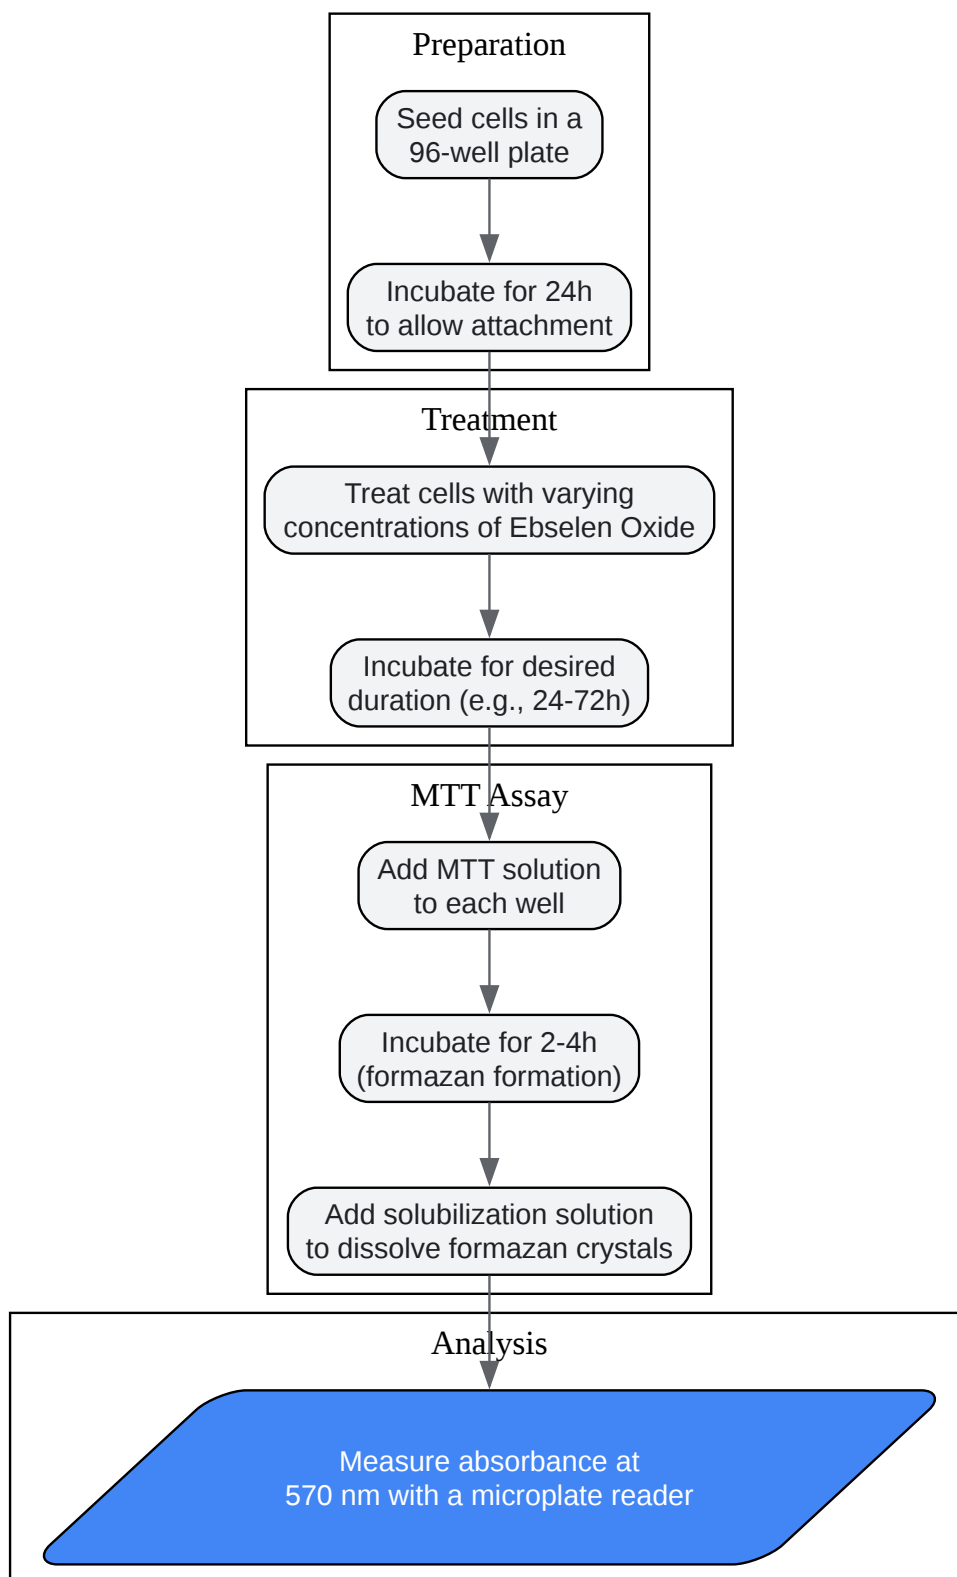 Preparation
Seed cells in a
96-well plate
Incubate for 24h
to allow attachment
Treatment
Treat cells with varying
concentrations of Ebselen Oxide
Incubate for desired
duration (e.g., 24-72h)
MTT Assay
Add MTT solution
to each well
Incubate for 2-4h
(formazan formation)
Add solubilization solution
to dissolve formazan crystals
Analysis
Measure absorbance at
570 nm with a microplate reader